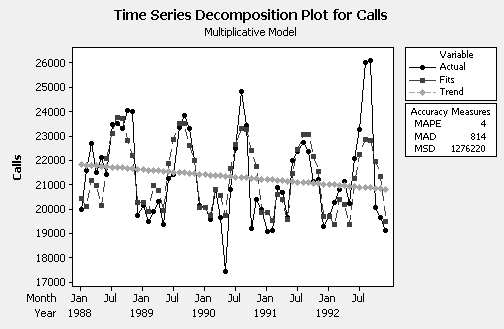 Time Series Decomposition Plot for Calls
Multiplicative Model
Variable
Actual
Fits
Trend
Accuracy Measures
MAPE 4
MAD 814
MSD 1276220
Calls
26000
25000
24000
23000
22000
21000
20000
19000
18000
17000
Month Jan Jul Jan Jul Jan Jul Jan Jul Jan Jul
Year 1988 1989 1990 1991 1992